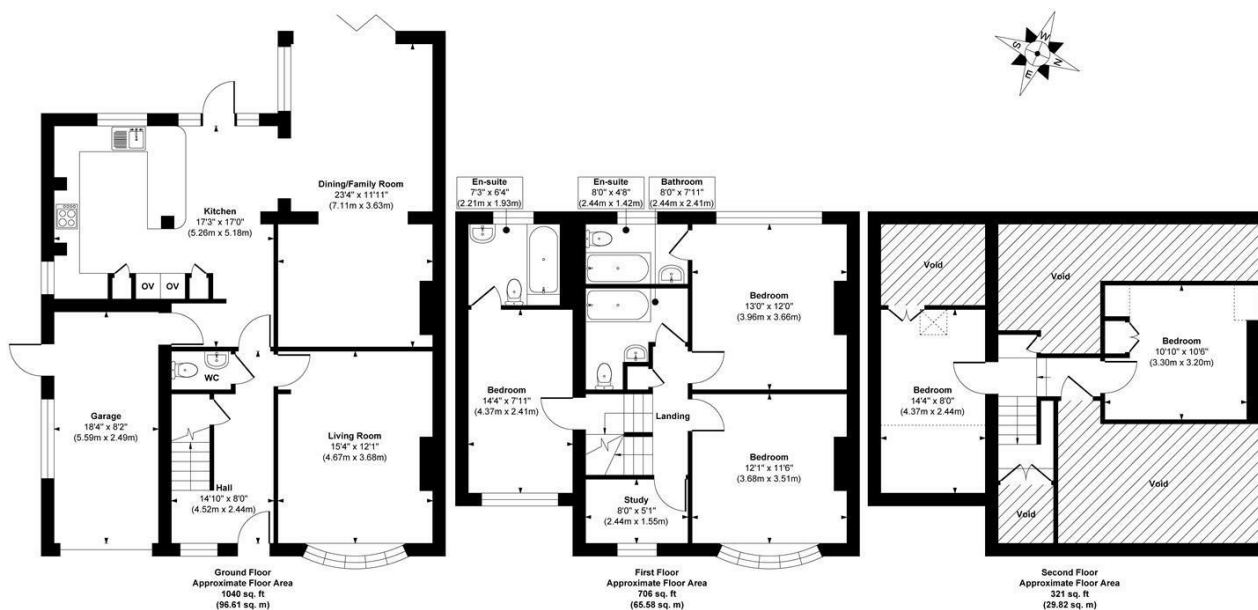 S
W
E
N
Dining/Family Room
23'4" x 11'11"
(7.11m x 3.63m)
Kitchen
17'3" x 17'0"
(5.26m x 5.18m)
OV
OV
WC
Garage
18'4" x 8'2"
(5.59m x 2.49m)
Living Room
15'4" x 12'1"
(4.67m x 3.68m)
Hall
14'10" x 8'0"
(4.52m x 2.44m)
Ground Floor
Approximate Floor Area
1040 sq. ft
(96.61 sq. m)
En-suite
7'3" x 6'4"
(2.21m x 1.93m)
En-suite
8'0" x 4'8"
(2.44m x 1.42m)
Bathroom
8'0" x 7'11"
(2.44m x 2.41m)
Bedroom
13'0" x 12'0"
(3.96m x 3.66m)
Bedroom
14'4" x 7'11"
(4.37m x 2.41m)
Landing
Bedroom
12'1" x 11'6"
(3.68m x 3.51m)
Study
8'0" x 5'1"
(2.44m x 1.55m)
First Floor
Approximate Floor Area
706 sq. ft
(65.58 sq. m)
Void
Void
Bedroom
10'10" x 10'6"
(3.30m x 3.20m)
Bedroom
14'4" x 8'0"
(4.37m x 2.44m)
Void
Void
Second Floor
Approximate Floor Area
321 sq. ft
(29.82 sq. m)